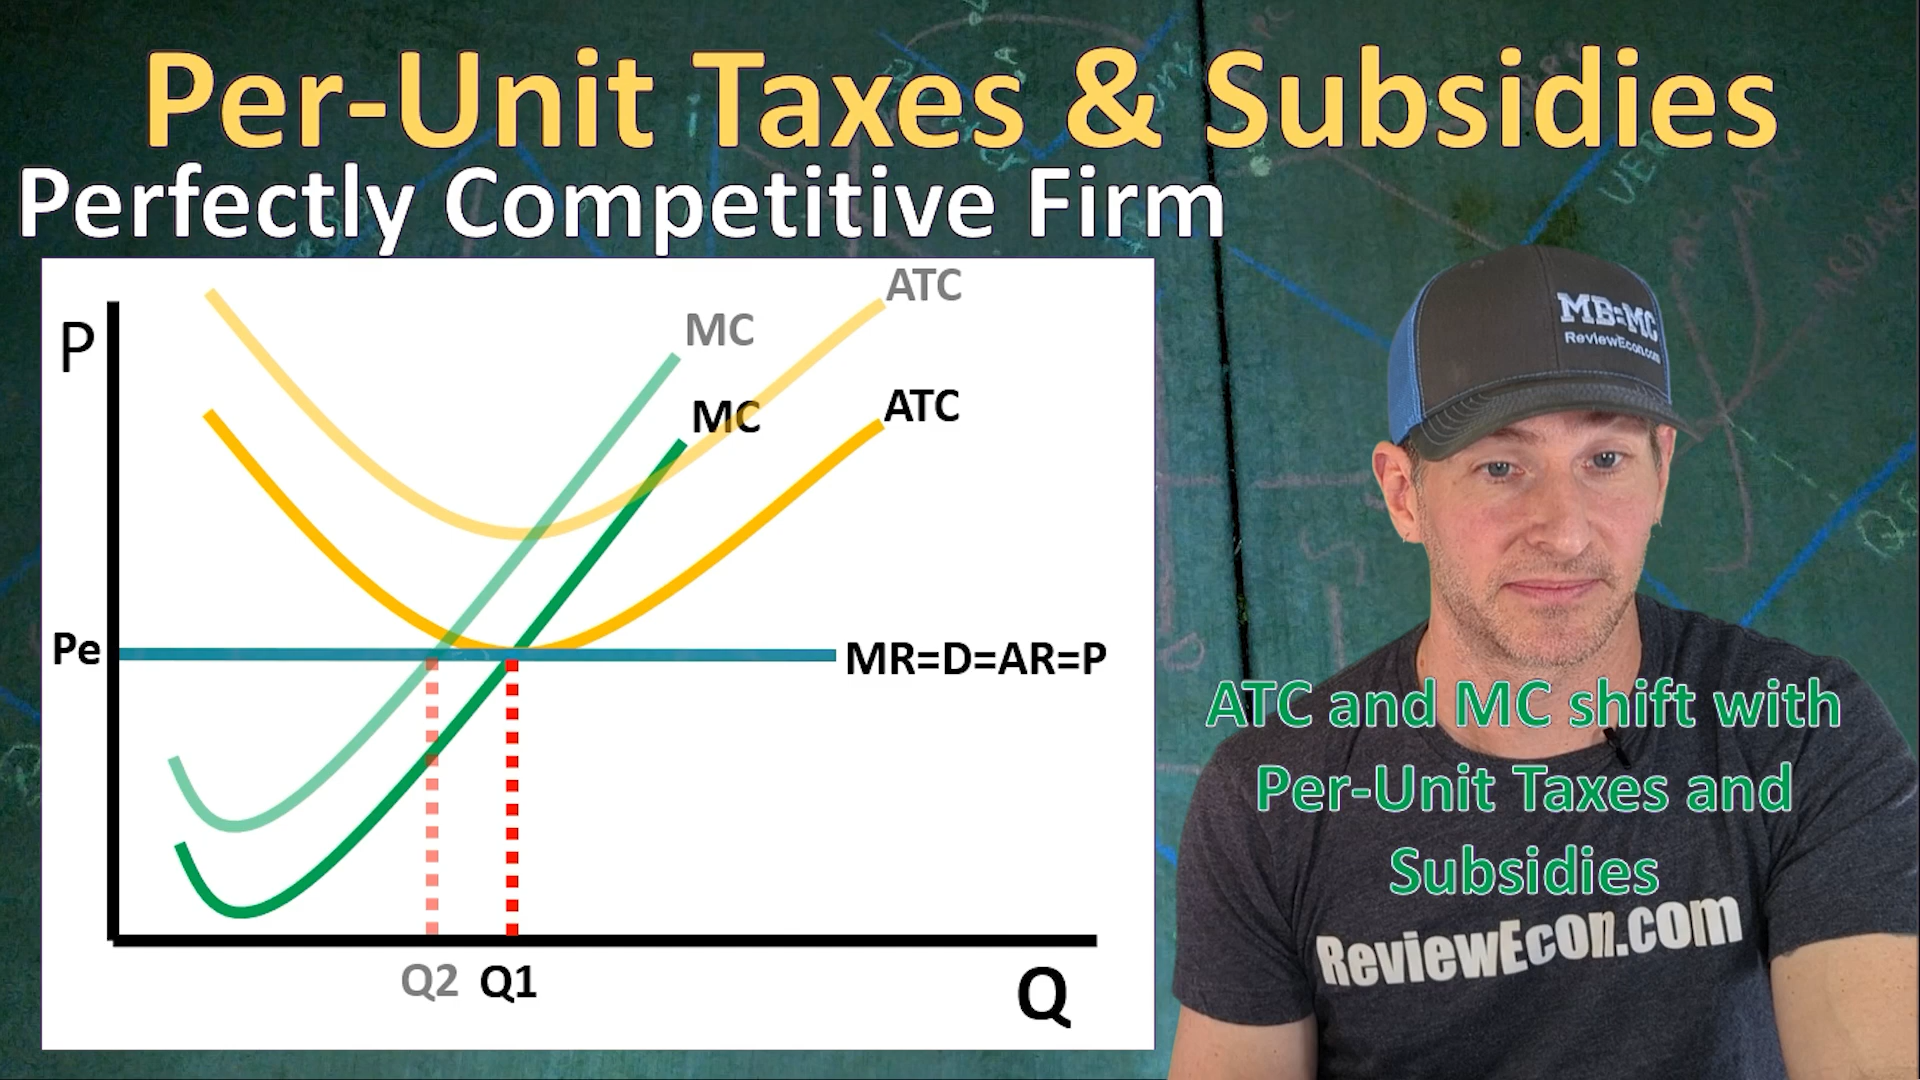 Per-Unit Taxes & Subsidies
Perfectly Competitive Firm
P
ATC
MC
MC
ATC
Pe
MR=D=AR=P
Q2
Q1
Q
MB=MC
ReviewEcon.com
ATC and MC shift with
Per-Unit Taxes and
Subsidies
ReviewEcon.com